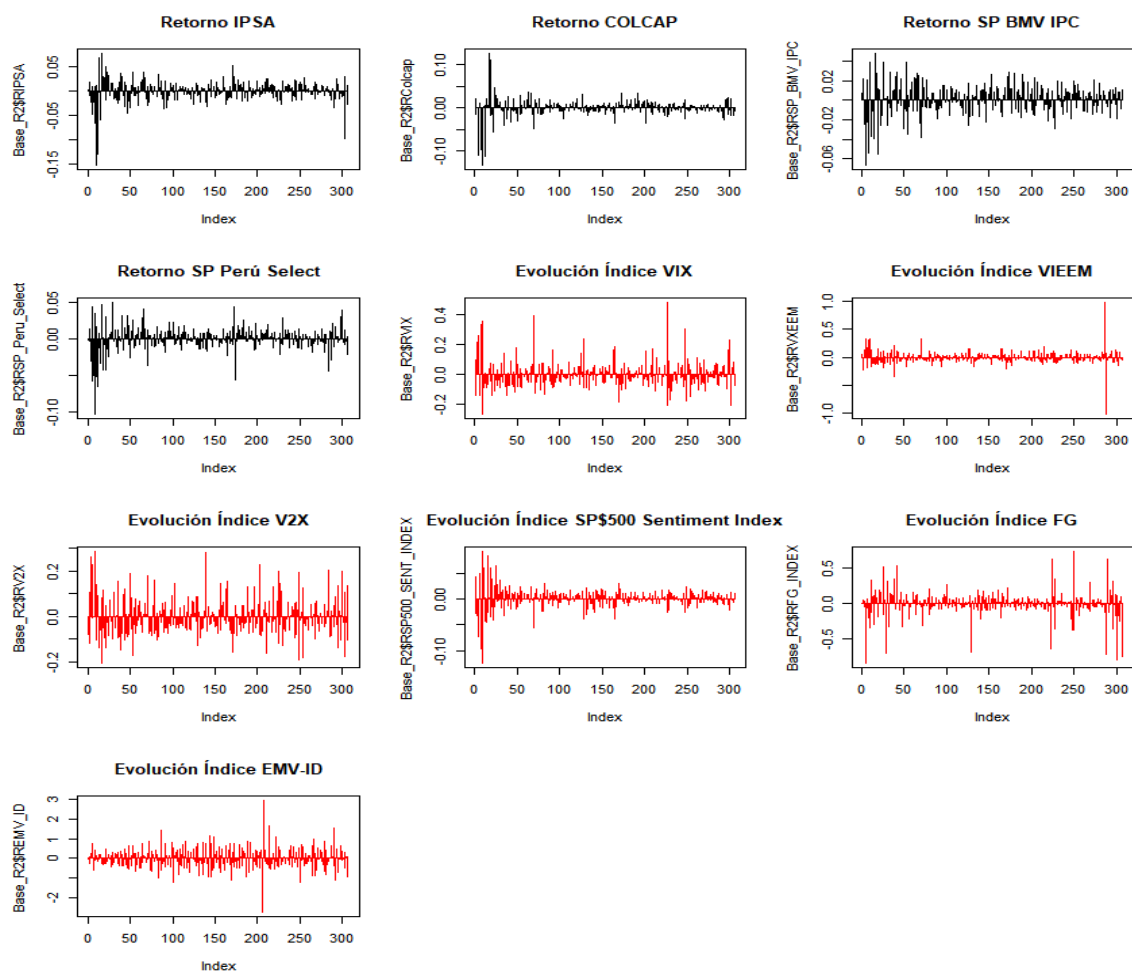 Retorno IPSA
Base_R2$RIPSA
0.05
-0.05
-0.15
0 50 100 150 200 250 300
Index
Retorno COLCAP
Base_R2$RColcap
0.10
0.00
-0.10
0 50 100 150 200 250 300
Index
Retorno SP BMV IPC
Base_R2$RSP_BMV_IPC
0.02
-0.02
-0.06
0 50 100 150 200 250 300
Index
Retorno SP Perú Select
Base_R2$RSP_Peru_Select
0.05
0.00
-0.10
0 50 100 150 200 250 300
Index
Evolución Índice VIX
Base_R2$RVIX
0.4
0.2
0.0
-0.2
0 50 100 150 200 250 300
Index
Evolución Índice VIEEM
Base_R2$RVXEEM
1.0
0.5
0.0
-1.0
0 50 100 150 200 250 300
Index
Evolución Índice V2X
Base_R2$RV2X
0.2
0.0
-0.2
0 50 100 150 200 250 300
Index
Evolución Índice SP$500 Sentiment Index
Base_R2$RSP500_SENT_INDEX
0.00
-0.10
0 50 100 150 200 250 300
Index
Evolución Índice FG
Base_R2$RFG_INDEX
0.5
0.0
-0.5
0 50 100 150 200 250 300
Index
Evolución Índice EMV-ID
Base_R2$REMV_ID
3
2
1
0
-2
0 50 100 150 200 250 300
Index